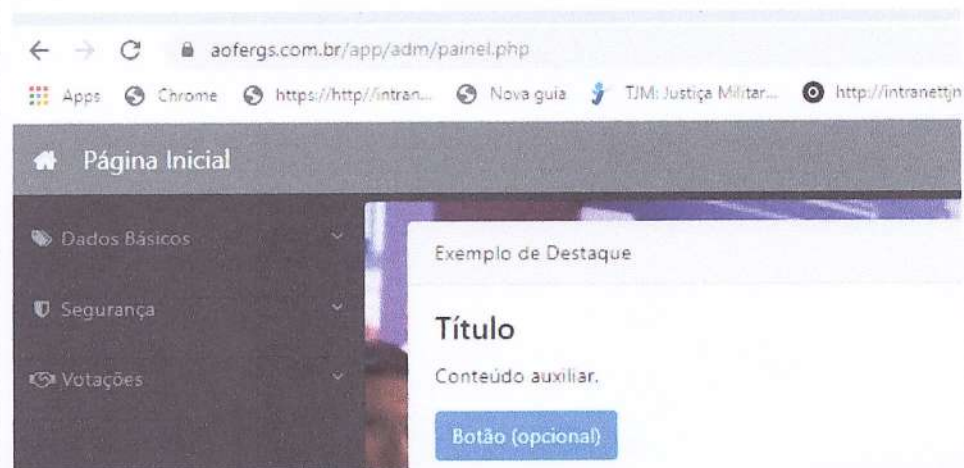 aofergs.com.br/app/adm/painel.php
Apps Chrome https://http//intran... Nova guia TJM: Justiça Militar... http://intranettjn
Página Inicial
Dados Básicos
Exemplo de Destaque
Segurança
Título
Votações
Conteúdo auxiliar.
Botão (opcional)